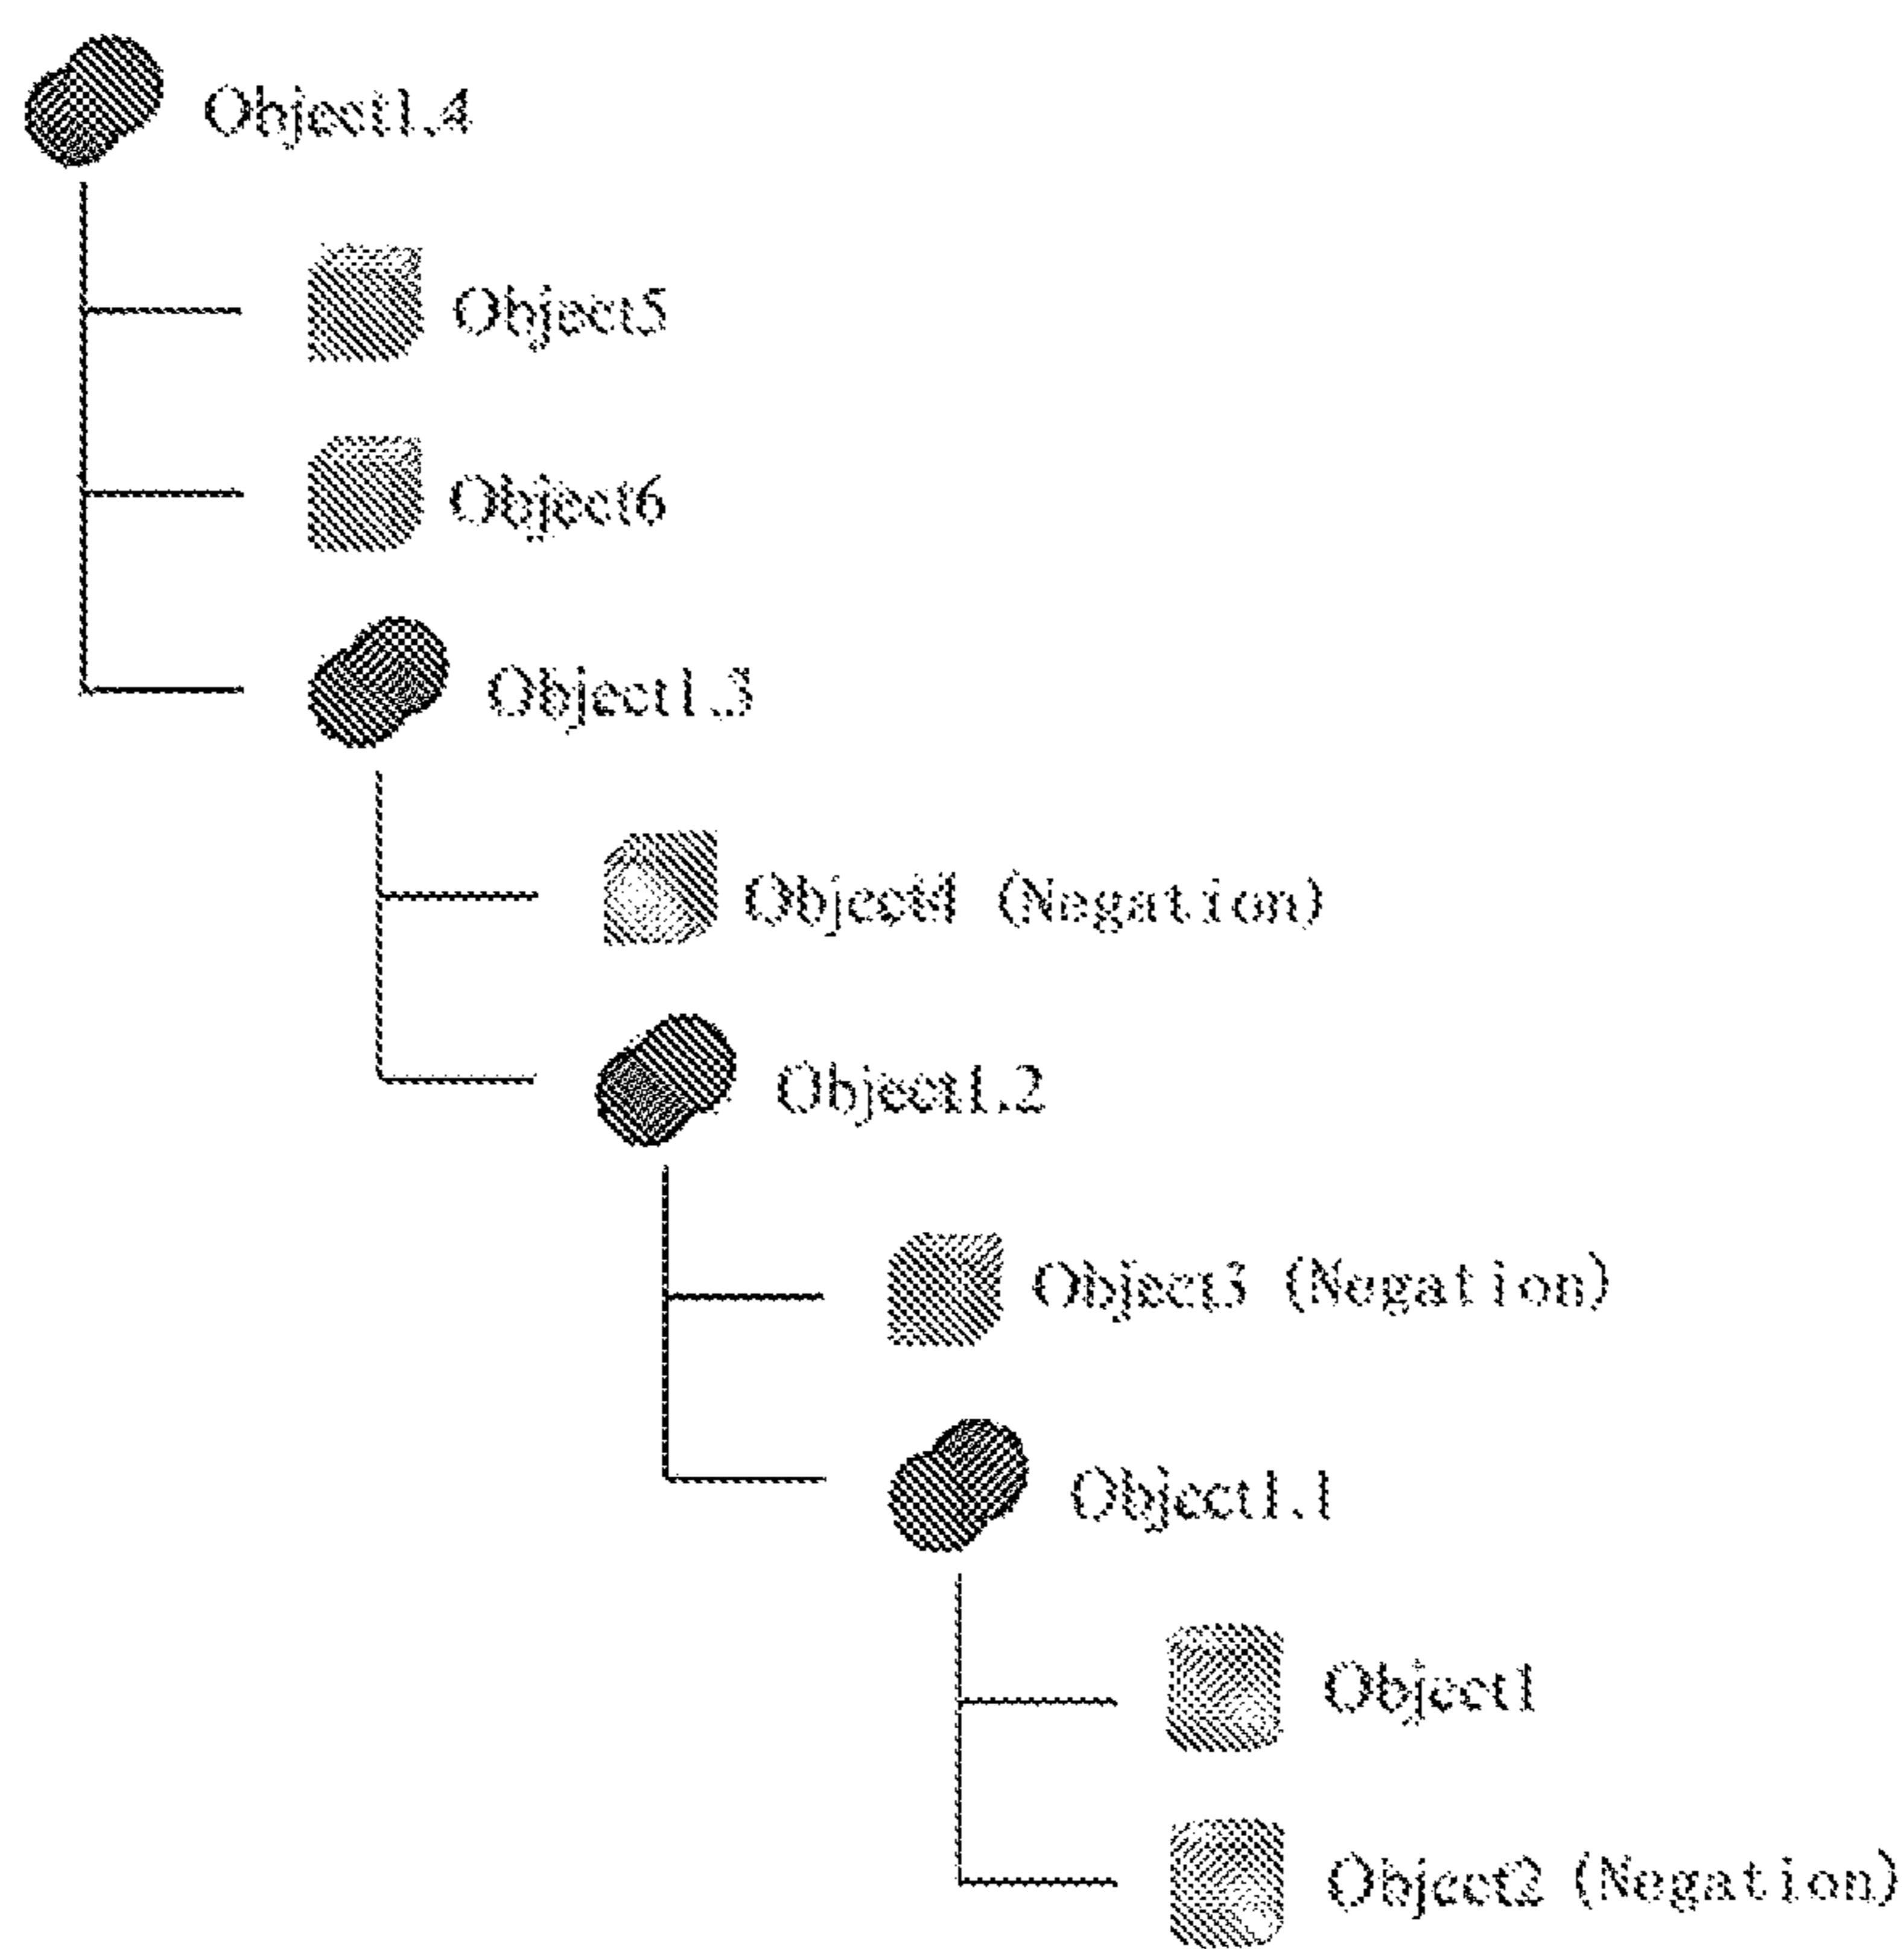 Object1.4
Object5
Object6
Object1.3
Object4 (Negation)
Object1.2
Object3 (Negation)
Object1.1
Object1
Object2 (Negation)